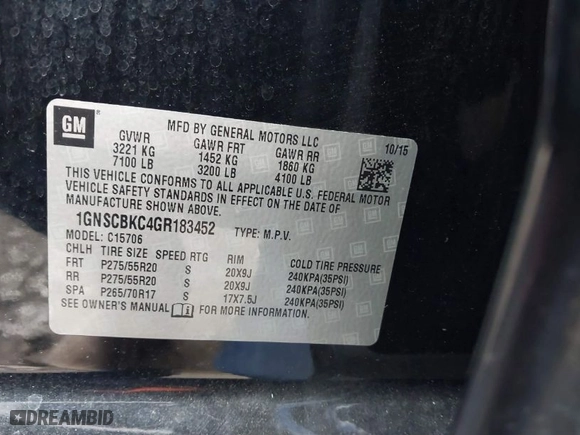 GM
MFD BY GENERAL MOTORS LLC 10/15
GVWR GAWR FRT GAWR RR
3221 KG 1452 KG 1860 KG
7100 LB 3200 LB 4100 LB
THIS VEHICLE CONFORMS TO ALL APPLICABLE U.S. FEDERAL MOTOR
VEHICLE SAFETY STANDARDS IN EFFECT ON THE DATE OF
MANUFACTURE SHOWN ABOVE.
1GNSCBKC4GR183452 TYPE: M.P.V.
MODEL: C15706
CHLH TIRE SIZE SPEED RTG RIM COLD TIRE PRESSURE
FRT P275/55R20 S 20X9J 240KPA(35PSI)
RR P275/55R20 S 20X9J 240KPA(35PSI)
SPA P265/70R17 S 17X7.5J 240KPA(35PSI)
SEE OWNER'S MANUAL FOR MORE INFORMATION.
DREAMBID